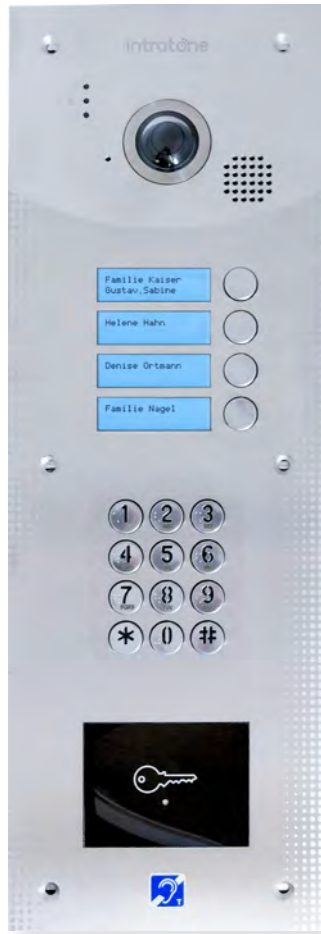 intratone
Familie Kaiser
Gustav,Sabine
Helene Hahn
Denise Ortmann
Familie Nagel
1 2 3
4 5 6
7 8 9
* 0 #
T